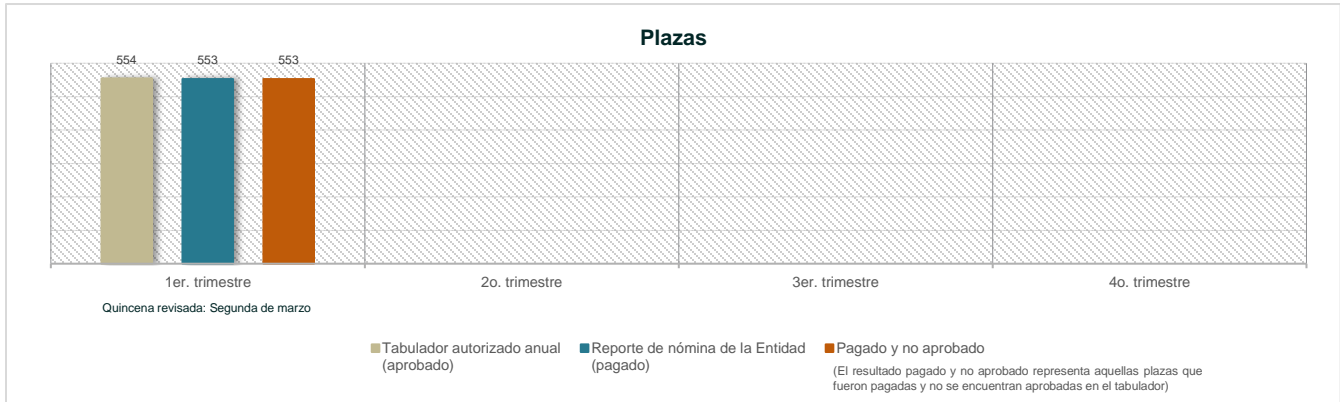 Plazas
554 553 553
1er. trimestre 2o. trimestre 3er. trimestre 4o. trimestre
Quincena revisada: Segunda de marzo
Tabulador autorizado anual
(aprobado)
Reporte de nómina de la Entidad
(pagado)
Pagado y no aprobado
(El resultado pagado y no aprobado representa aquellas plazas que
fueron pagadas y no se encuentran aprobadas en el tabulador)